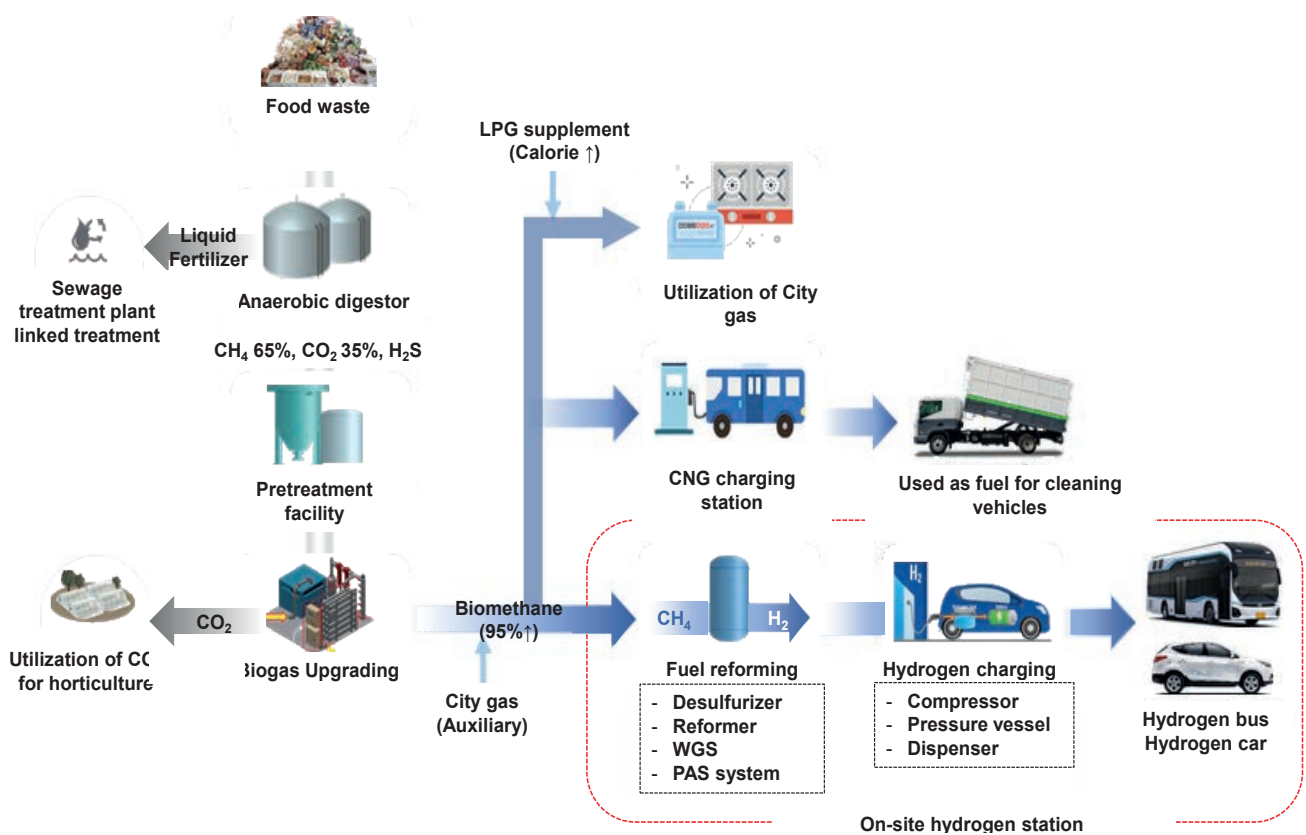 Food waste
LPG supplement
(Calorie ↑)
Liquid
Fertilizer
Sewage
treatment plant
linked treatment
Anaerobic digestor
CH₄ 65%, CO₂ 35%, H₂S
Utilization of City
gas
Pretreatment
facility
CNG charging
station
Used as fuel for cleaning
vehicles
CO₂
Utilization of CC
for horticulture
Biogas Upgrading
Biomethane
(95%↑)
City gas
(Auxiliary)
CH₄
H₂
Fuel reforming
- Desulfurizer
- Reformer
- WGS
- PAS system
H₂
Hydrogen charging
- Compressor
- Pressure vessel
- Dispenser
Hydrogen bus
Hydrogen car
On-site hydrogen station